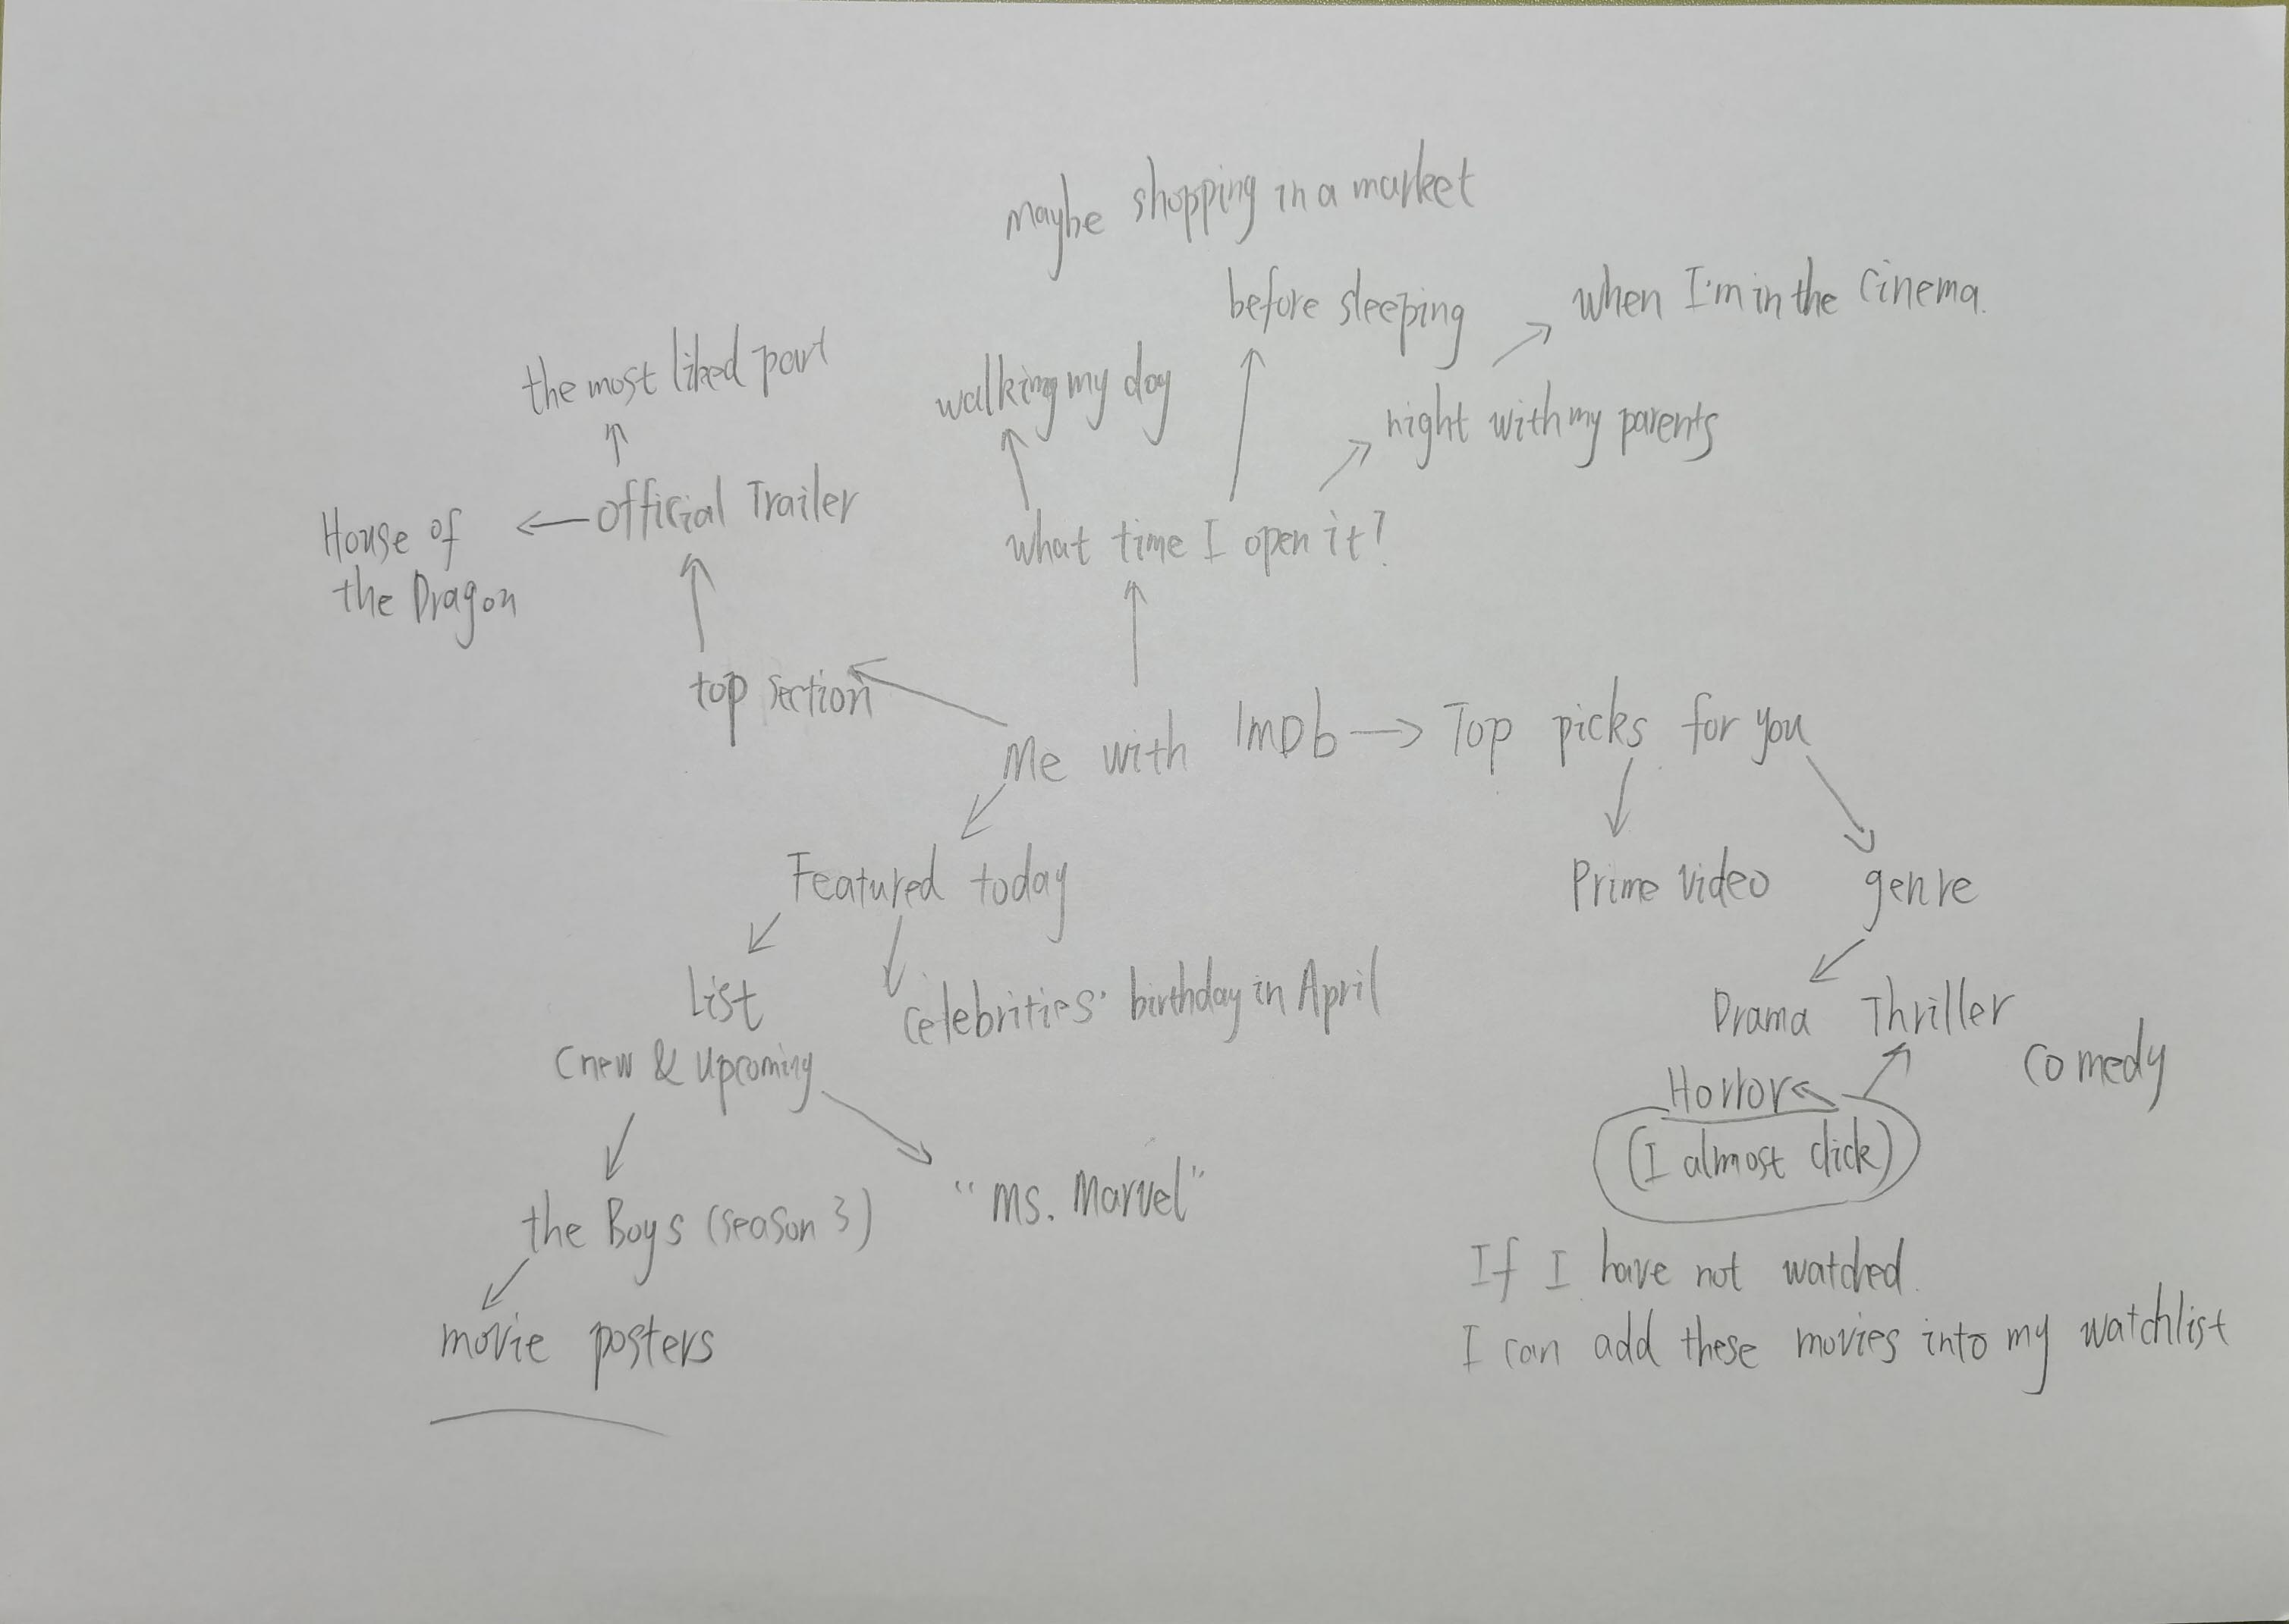 maybe shopping in a market
before sleeping
when I'm in the cinema.
the most liked part
walking my dog
night with my parents
House of
the Dragon
Official Trailer
what time I open it?
top section
Me with IMDb
Top picks for you
Featured today
Prime video
genre
List
(new & upcoming
celebrities' birthday in April
Drama Thriller
Comedy
Horror
(I almost click)
the Boys (season 3)
"Ms. Marvel"
movie posters
If I have not watched
I can add these movies into my watchlist